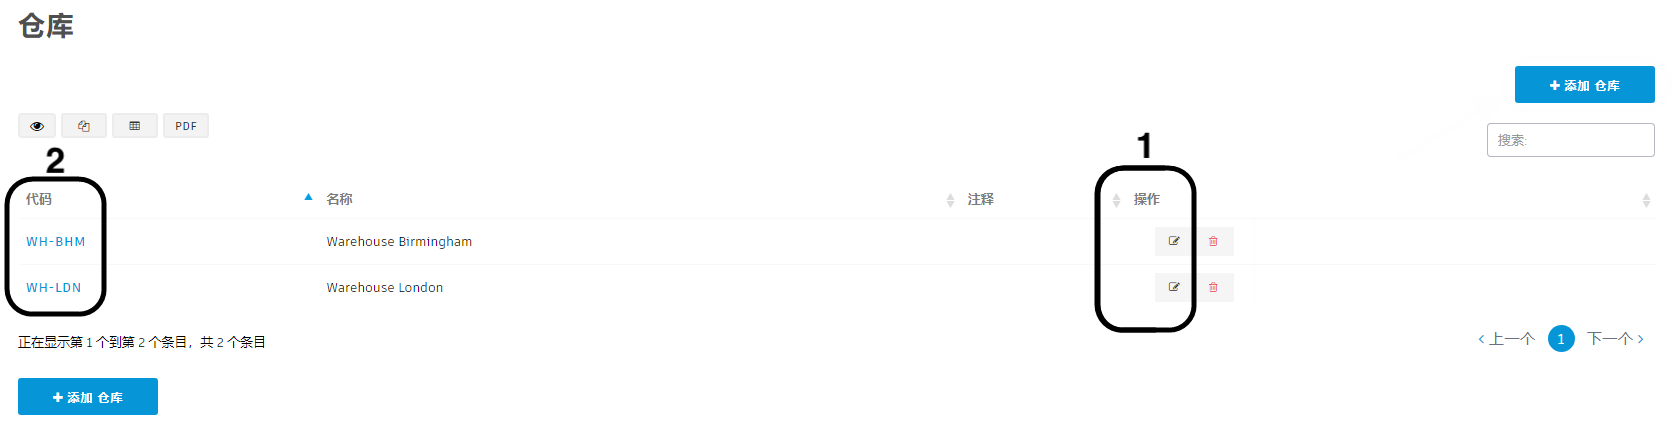 仓库
添加 仓库
PDF
搜索:
2
1
代码 名称 注释 操作
WH-BHM Warehouse Birmingham
WH-LDN Warehouse London
正在显示第 1 个到第 2 个条目，共 2 个条目
上一个 1 下一个
添加 仓库